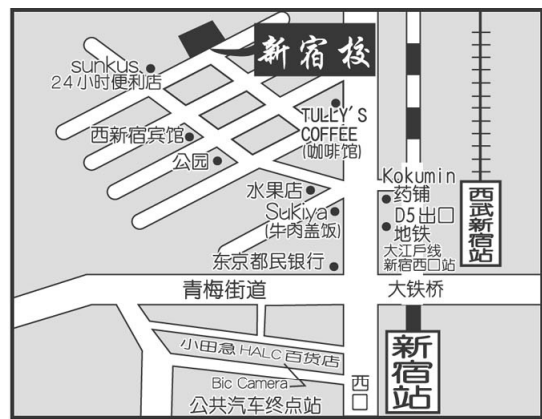 新宿校
sunkus
24小时便利店
TULLY'S
COFFEE
(咖啡馆)
西新宿宾馆
公园
Kokumin
药铺
水果店
SuKiya
(牛肉盖饭)
D5出口
地铁
大江戸线
新宿西口站
西武新宿站
东京都民银行
青梅街道
大铁桥
小田急HALC百货店
新宿站
Bic Camera
西口
公共汽车终点站